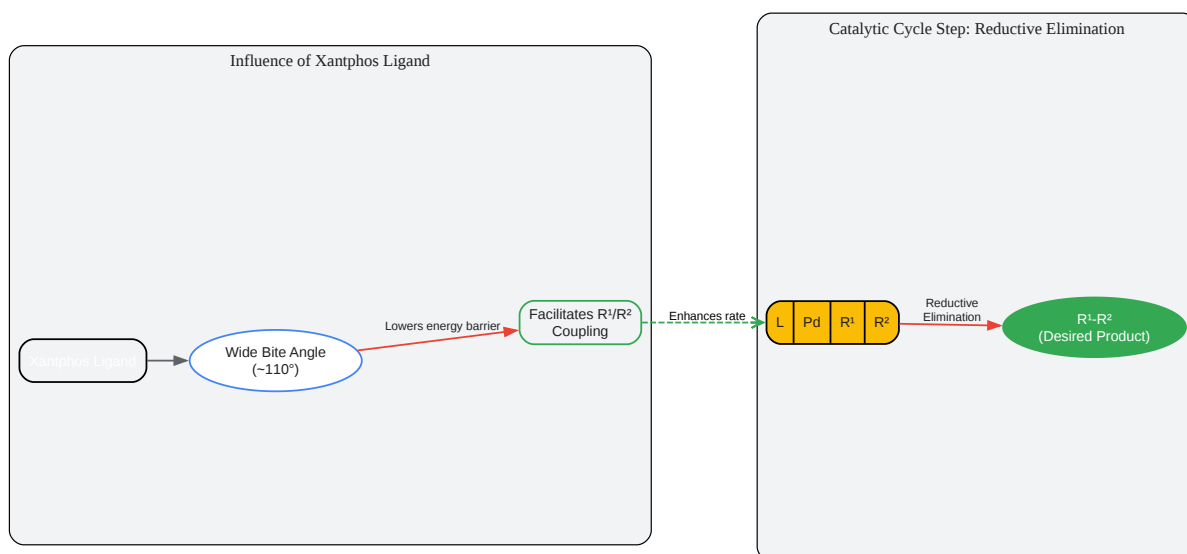 Influence of Xantphos Ligand
Xantphos Ligand
Wide Bite Angle
(~110°)
Lowers energy barrier
Facilitates R¹/R²
Coupling
Enhances rate
Catalytic Cycle Step: Reductive Elimination
L
Pd
R¹
R²
Reductive
Elimination
R¹-R²
(Desired Product)